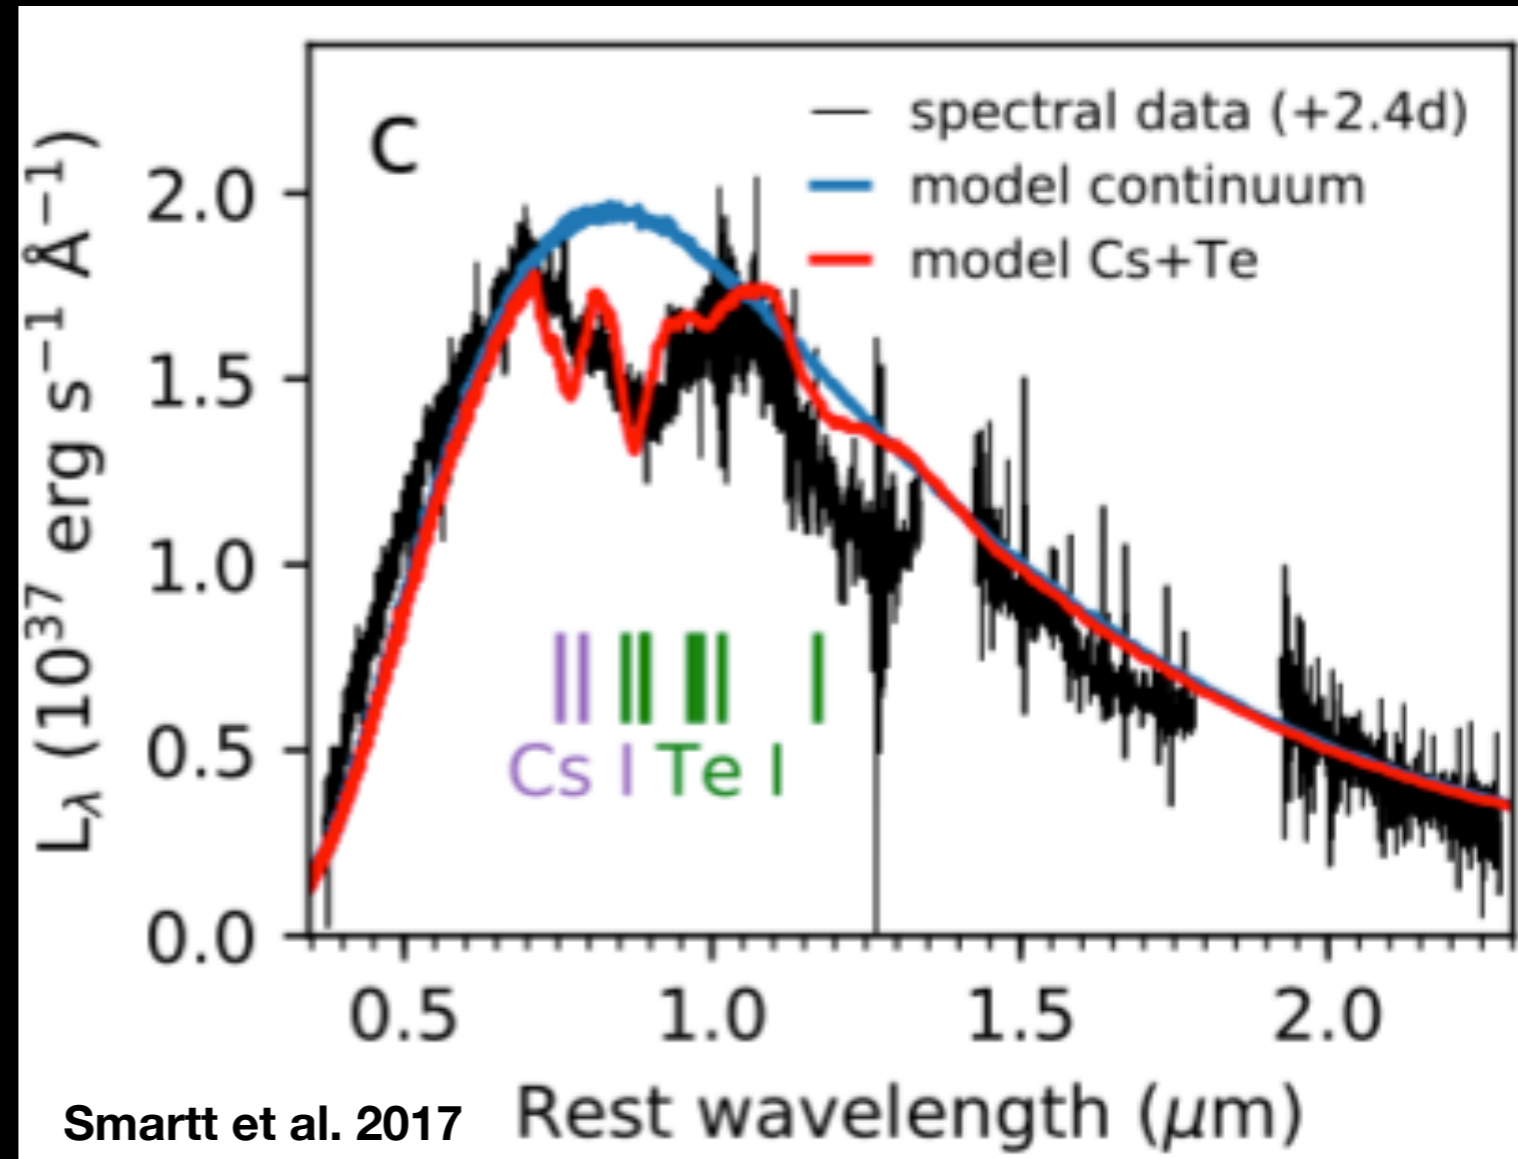 C
— spectral data (+2.4d)
model continuum
model Cs+Te
L_λ (10³⁷ erg s⁻¹ Å⁻¹)
2.0
1.5
1.0
0.5
0.0
Cs I Te I
0.5 1.0 1.5 2.0
Rest wavelength (μm)
Smartt et al. 2017